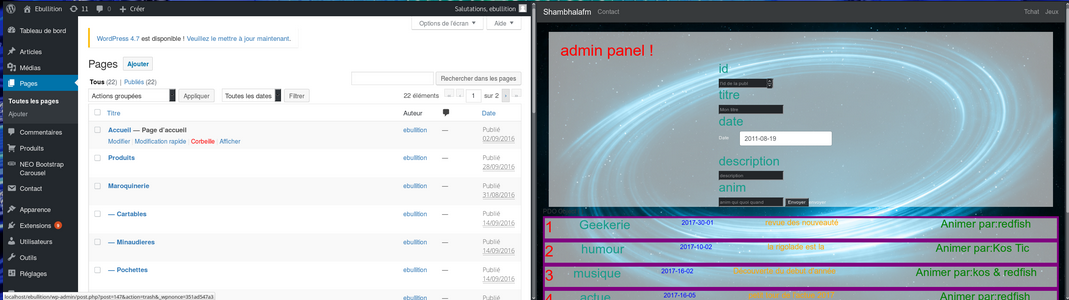 Ebullition 11 0 Créer Salutations, ebullition
Tableau de bord
Articles
Médias
Pages
Toutes les pages
Ajouter
Commentaires
Produits
NEO Bootstrap
Carousel
Contact
Apparence
Extensions
Utilisateurs
Outils
Réglages
Options de l'écran Aide
WordPress 4.7 est disponible ! Veuillez le mettre à jour maintenant.
Pages Ajouter
Tous (22) | Publiés (22)
Rechercher dans les pages
Actions groupées Appliquer Toutes les dates Filtrer 22 éléments « ‹ 1 sur 2 › »
Titre Auteur Date
Accueil — Page d'accueil ebullition — Publié
Modifier | Modification rapide | Corbeille | Afficher 02/09/2016
Produits ebullition — Publié
28/09/2016
Maroquinerie ebullition — Publié
31/08/2016
— Cartables ebullition — Publié
14/09/2016
— Minaudieres ebullition — Publié
14/09/2016
— Pochettes ebullition — Publié
14/09/2016
localhost/ebullition/wp-admin/post.php?post=147&action=trash&_wpnonce=351ad547a3
Shambhalafm Contact Tchat Jeux
admin panel !
id
titre
Mon titre
date
Date 2011-08-19
description
description
anim
Envoyer
1 Geekerie 2017-30-01 revue des nouveauté Animer par:redfish
2 humour 2017-10-02 la rigolade est la Animer par:Kos Tic
3 musique 2017-16-02 Animer par:kos & redfish
4 actue 2017-16-05 Animer par:redfish